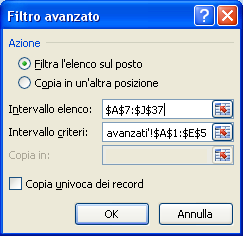 Filtro avanzato
Azione
Filtra l'elenco sul posto
Copia in un'altra posizione
Intervallo elenco: $A$7:$J$37
Intervallo criteri: avanzati'!$A$1:$E$5
Copia in:
Copia univoca dei record
OK Annulla